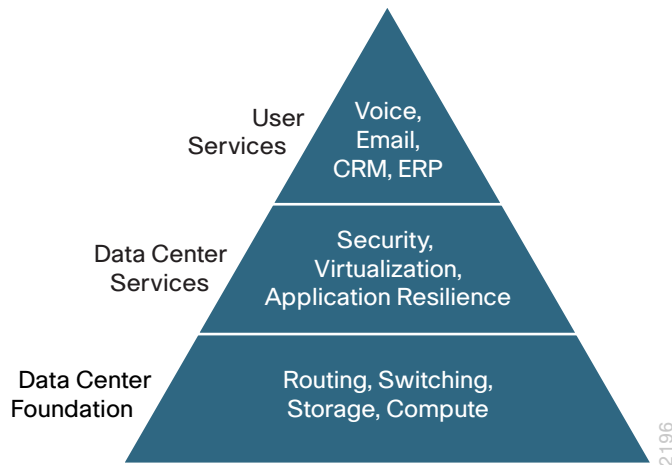 User
Services
Voice,
Email,
CRM, ERP
Data Center
Services
Security,
Virtualization,
Application Resilience
Data Center
Foundation
Routing, Switching,
Storage, Compute
2196